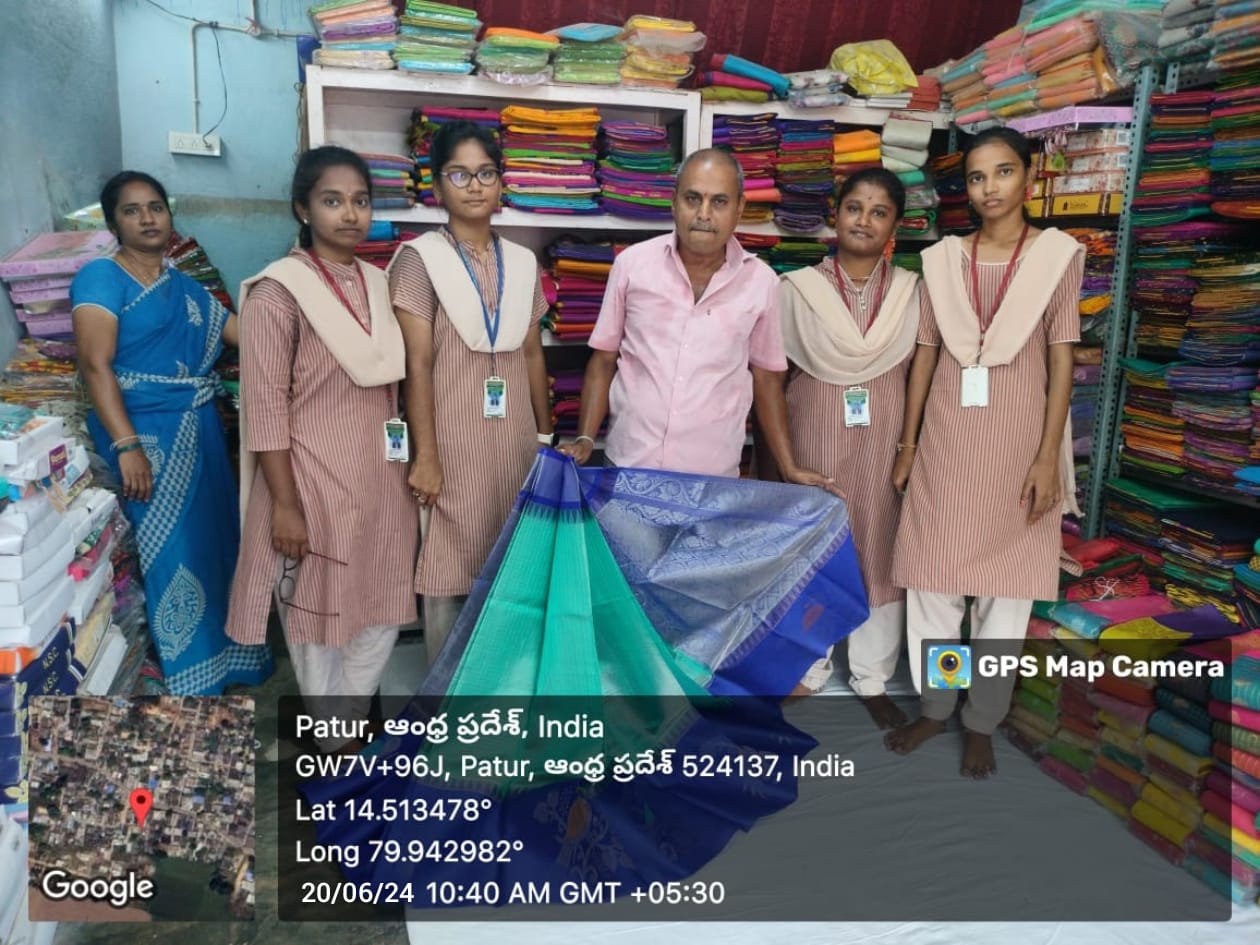 N.S.C.
N.S.C.
GPS Map Camera
Patur, ఆంధ్ర ప్రదేశ్, India
GW7V+96J, Patur, ఆంధ్ర ప్రదేశ్ 524137, India
Lat 14.513478°
Long 79.942982°
20/06/24 10:40 AM GMT +05:30
Google